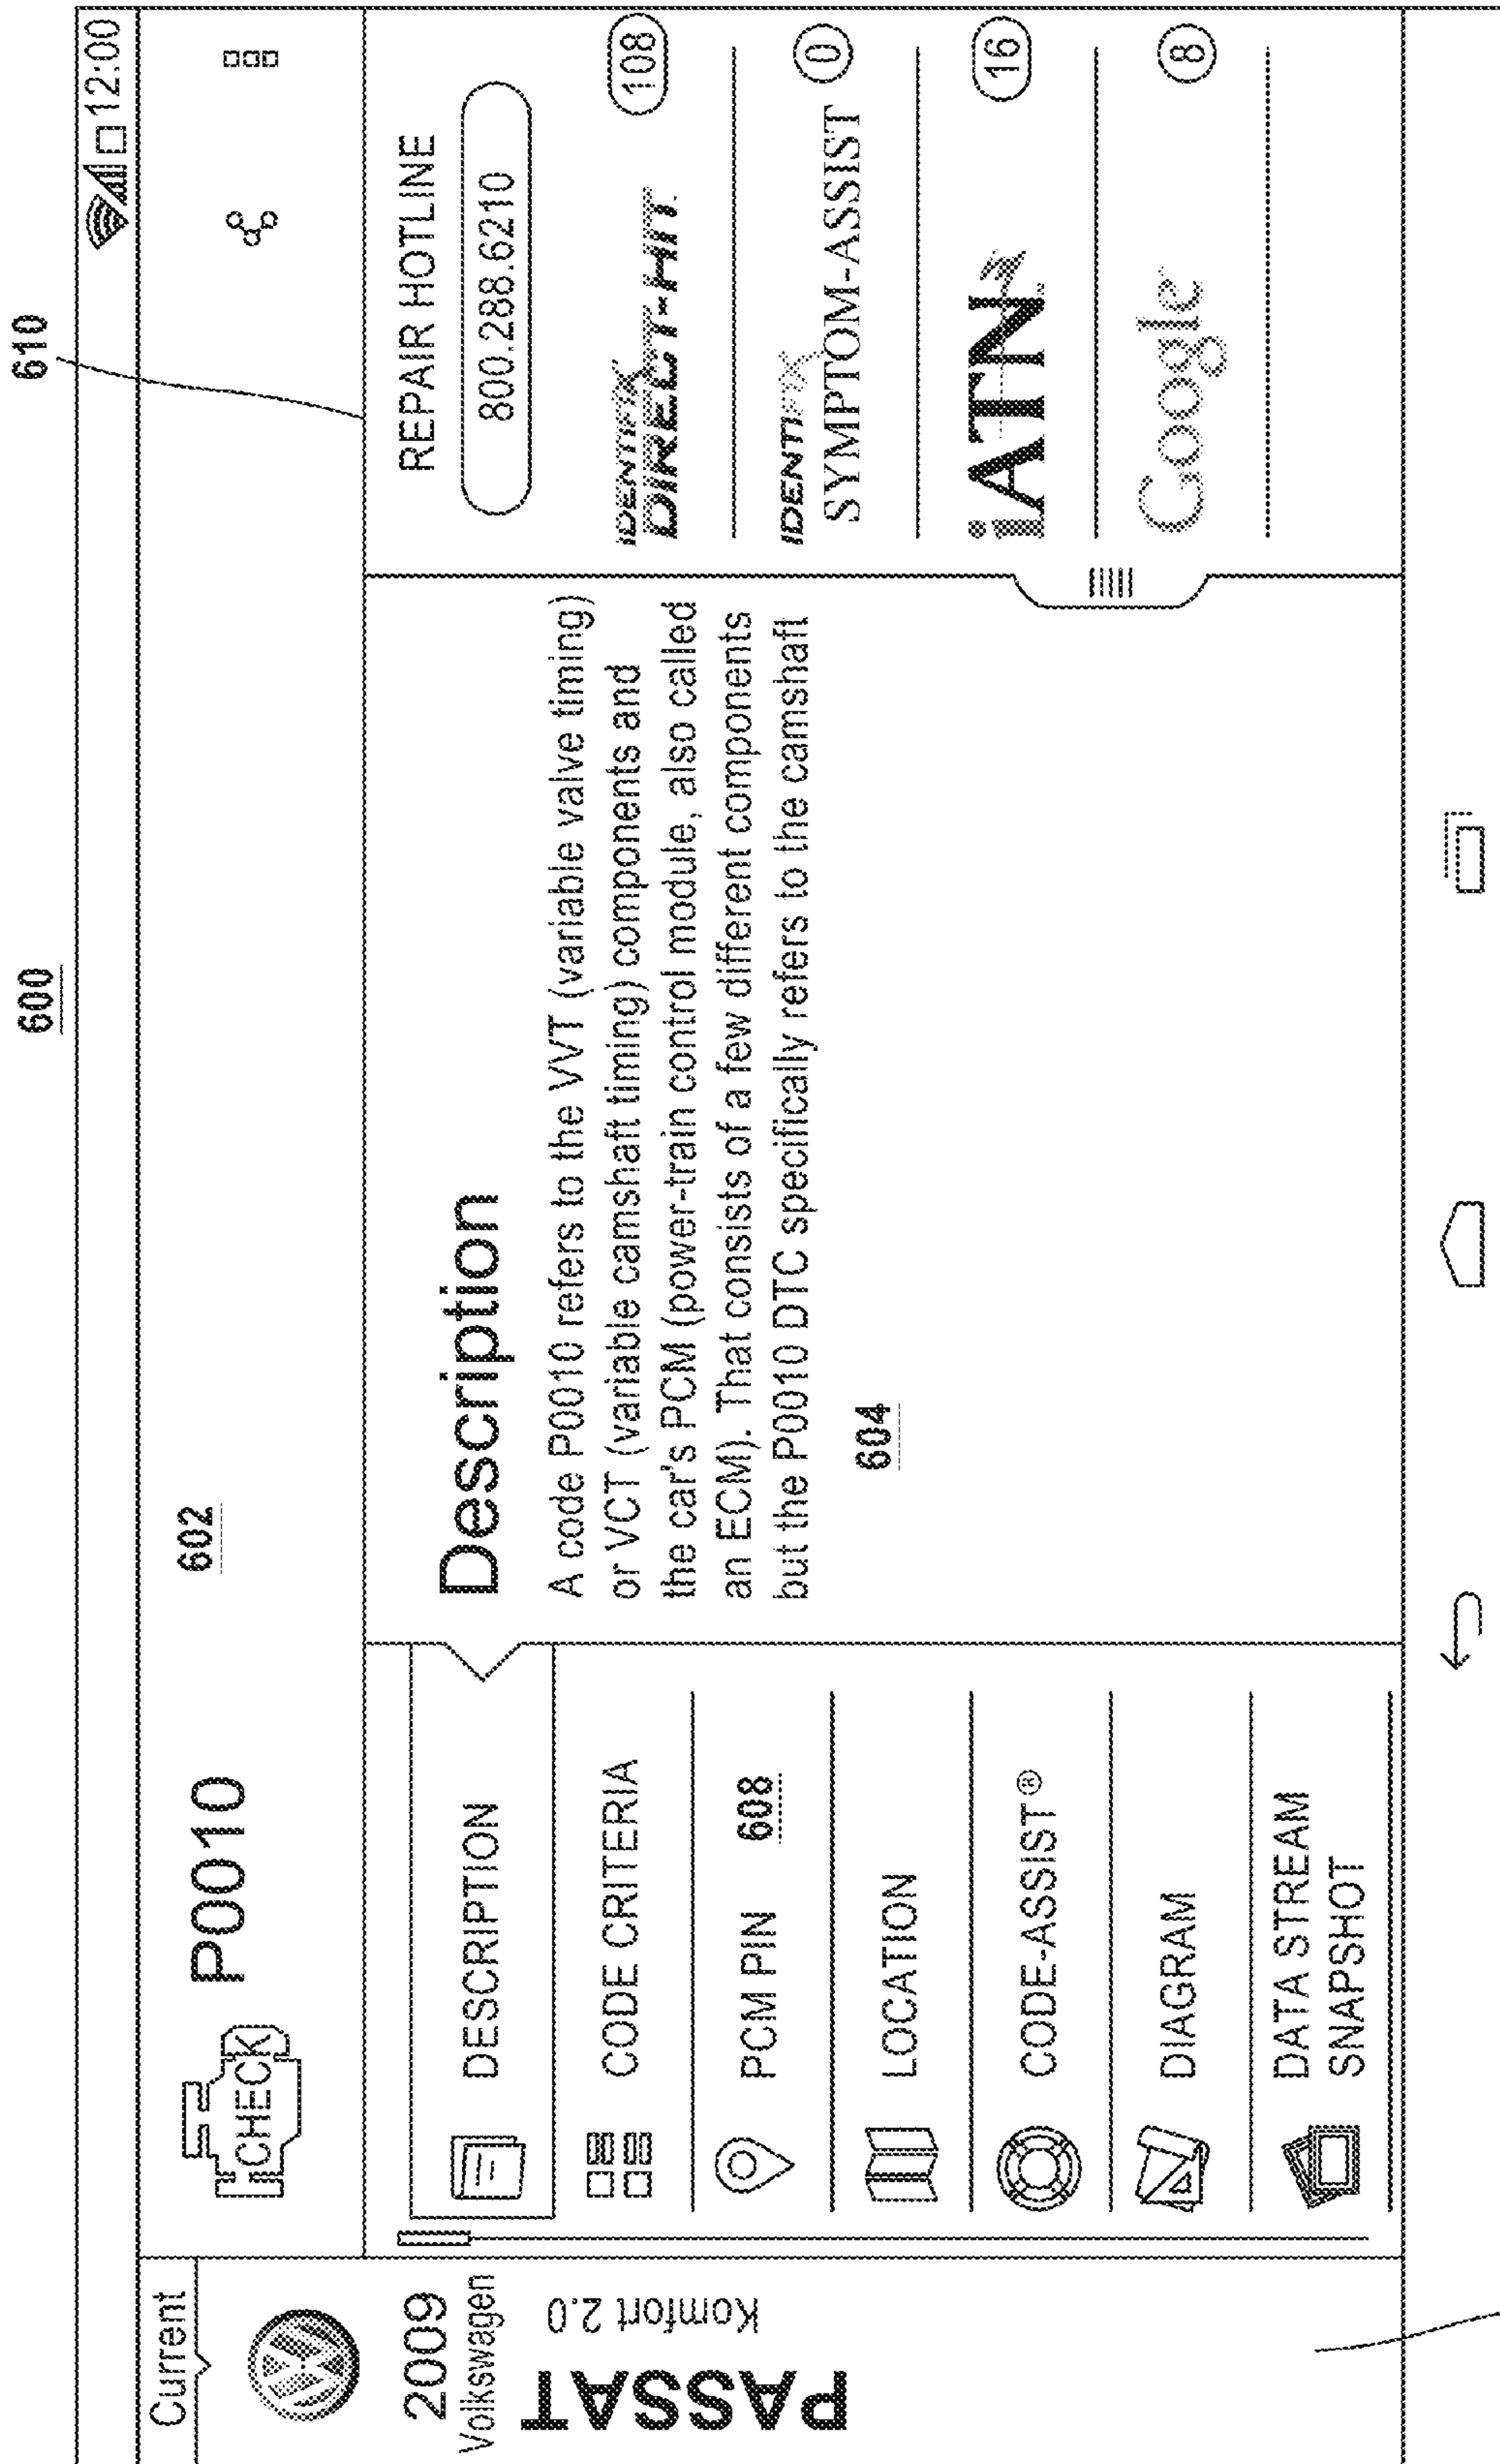 600
610
12:00
Current
2009
Volkswagen
PASSAT
Komfort 2.0
CHECK
P0010
602
DESCRIPTION
CODE CRITERIA
PCM PIN
608
LOCATION
CODE-ASSIST®
DIAGRAM
DATA STREAM
SNAPSHOT
Description
A code P0010 refers to the VVT (variable valve timing)
or VCT (variable camshaft timing) components and
the car's PCM (power-train control module, also called
an ECM). That consists of a few different components
but the P0010 DTC specifically refers to the camshaft
604
REPAIR HOTLINE
800.288.6210
IDENTIFIX
DIRECT-HIT
108
IDENTIFIX
SYMPTOM-ASSIST
0
iATN
16
Google
8